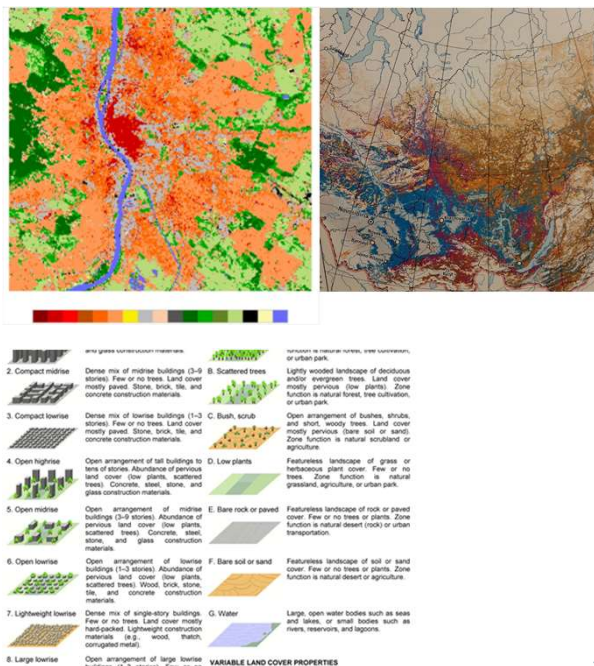 and glass construction materials.
function is natural forest, tree cultivation,
or urban park.
2. Compact midrise
Dense mix of midrise buildings (3–9
stories). Few or no trees. Land cover
mostly paved. Stone, brick, tile, and
concrete construction materials.
B. Scattered trees
Lightly wooded landscape of deciduous
and/or evergreen trees. Land cover
mostly pervious (low plants). Zone
function is natural forest, tree cultivation,
or urban park.
3. Compact lowrise
Dense mix of lowrise buildings (1–3
stories). Few or no trees. Land cover
mostly paved. Stone, brick, tile, and
concrete construction materials.
C. Bush, scrub
Open arrangement of bushes, shrubs,
and short, woody trees. Land cover
mostly pervious (bare soil or sand).
Zone function is natural scrubland or
agriculture.
4. Open highrise
Open arrangement of tall buildings to
tens of stories. Abundance of pervious
land cover (low plants, scattered
trees). Concrete, steel, stone, and
glass construction materials.
D. Low plants
Featureless landscape of grass or
herbaceous plant cover. Few or no
trees. Zone function is natural
grassland, agriculture, or urban park.
5. Open midrise
Open arrangement of midrise buildings
(3–9 stories). Abundance of
pervious land cover (low plants,
scattered trees). Concrete, steel,
stone, and glass construction
materials.
E. Bare rock or paved
Featureless landscape of rock or paved
cover. Few or no trees or plants. Zone
function is natural desert (rock) or urban
transportation.
6. Open lowrise
Open arrangement of lowrise
buildings (1–3 stories). Abundance of
pervious land cover (low plants,
scattered trees). Wood, brick, stone,
tile, and concrete construction
materials.
F. Bare soil or sand
Featureless landscape of soil or sand
cover. Few or no trees or plants. Zone
function is natural desert or agriculture.
7. Lightweight lowrise
Dense mix of single-story buildings.
Few or no trees. Land cover mostly
hard-packed. Lightweight construction
materials (e.g., wood, thatch,
corrugated metal).
G. Water
Large, open water bodies such as seas
and lakes, or small bodies such as
rivers, reservoirs, and lagoons.
8. Large lowrise
Open arrangement of large lowrise
VARIABLE LAND COVER PROPERTIES